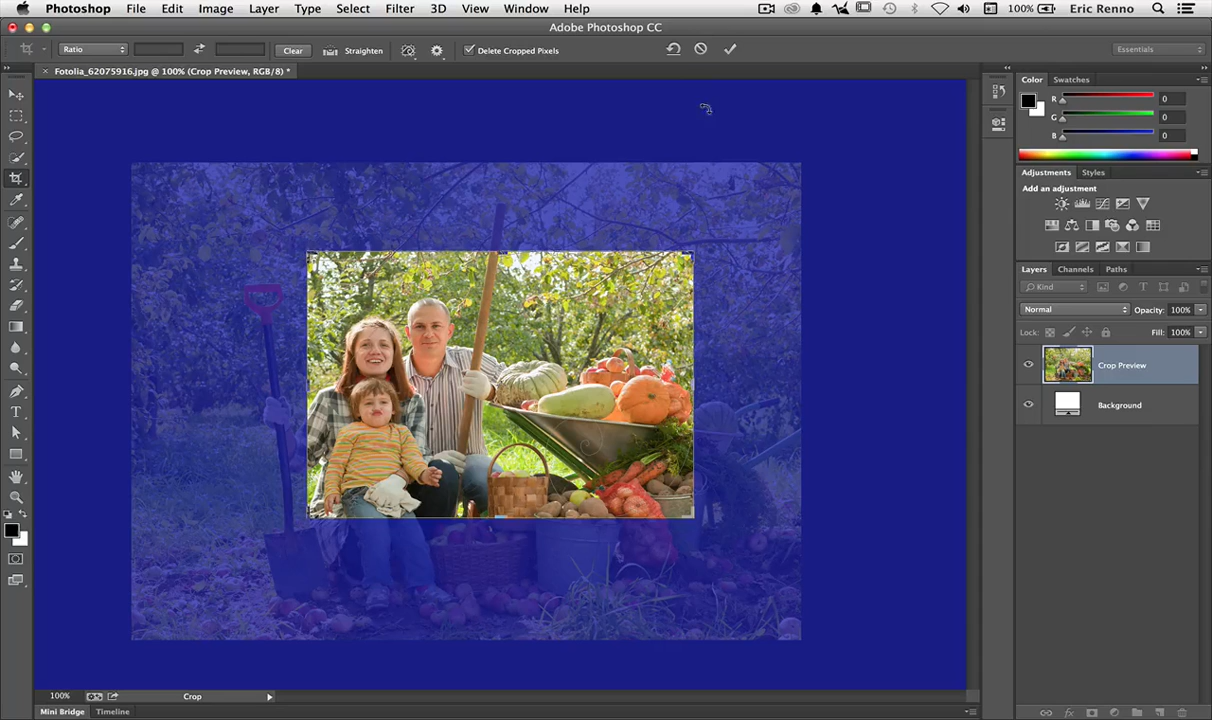 Photoshop File Edit Image Layer Type Select Filter 3D View Window Help 100% Eric Renno
Adobe Photoshop CC
Ratio Clear Straighten Delete Cropped Pixels Essentials
× Fotolia_62075916.jpg @ 100% (Crop Preview, RGB/8) *
Color Swatches
R 0
G 0
B 0
Adjustments Styles
Add an adjustment
Layers Channels Paths
Kind
Normal Opacity: 100%
Lock: Fill: 100%
Crop Preview
Background
100% Crop
Mini Bridge Timeline